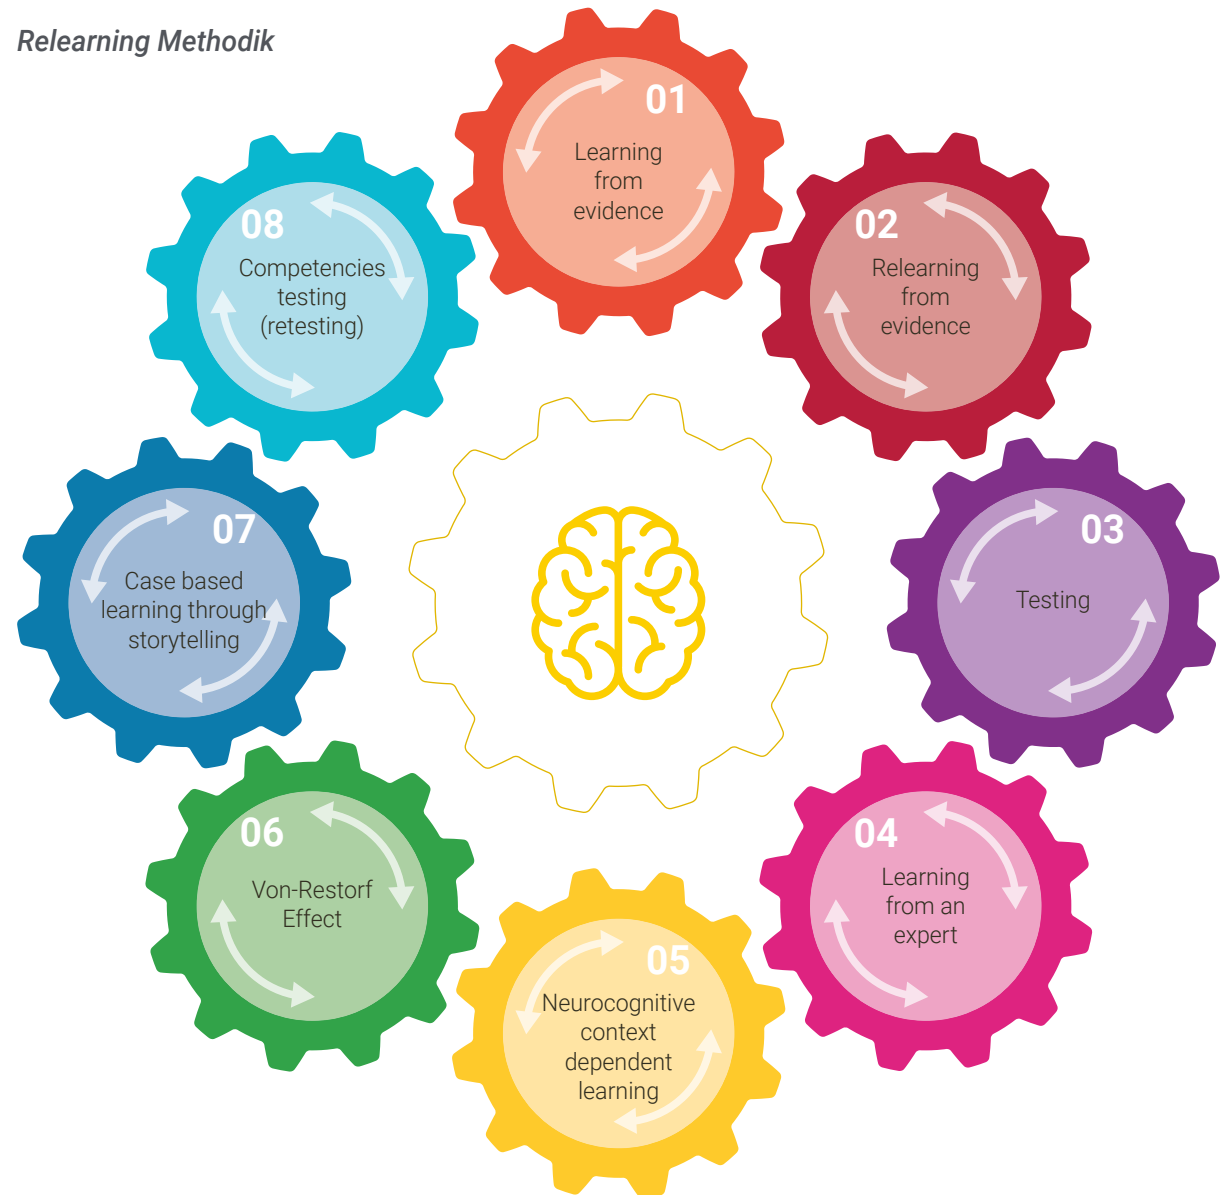 Relearning Methodik
01
Learning
from
evidence
02
Relearning
from
evidence
03
Testing
04
Learning
from an
expert
05
Neurocognitive
context
dependent
learning
06
Von-Restorf
Effect
07
Case based
learning through
storytelling
08
Competencies
testing
(retesting)